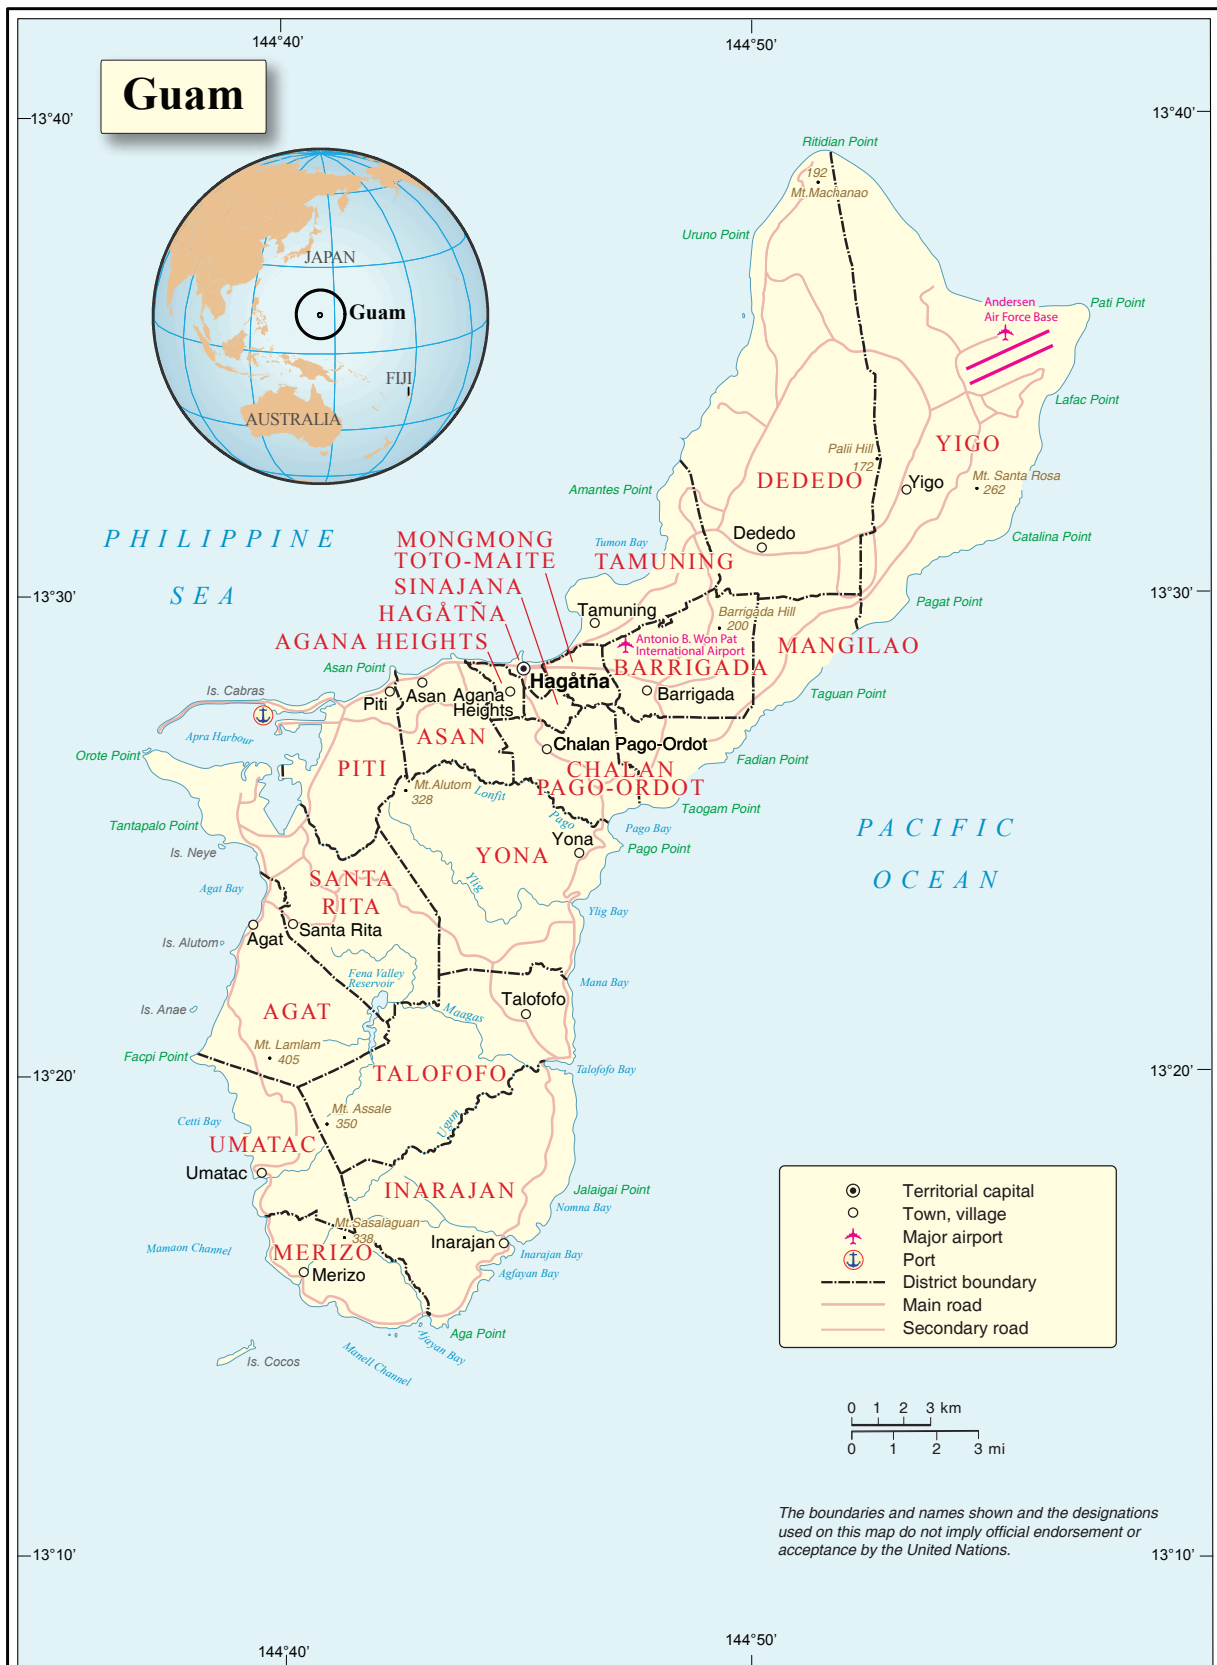 144°40'
144°50'
Guam
13°40'
13°40'
Ritidian Point
192
Mt.Machanao
Uruno Point
JAPAN
Guam
FIJI
AUSTRALIA
Andersen
Air Force Base
Pati Point
Lafac Point
YIGO
Palii Hill
172
DEDEDO
Yigo
Mt. Santa Rosa
262
Amantes Point
PHILIPPINE
SEA
Dededo
Catalina Point
MONGMONG
TOTO-MAITE
Tumon Bay
TAMUNING
SINAJANA
HAGÅTÑA
AGANA HEIGHTS
13°30'
13°30'
Tamuning
Barrigada Hill
200
Pagat Point
Antonio B. Won Pat
International Airport
MANGILAO
BARRIGADA
Asan Point
Hagåtña
Is. Cabras
Piti
Asan
Agana
Heights
Barrigada
Taguan Point
Apra Harbour
ASAN
Chalan Pago-Ordot
Orote Point
PITI
CHALAN
PAGO-ORDOT
Fadian Point
Mt.Alutom
328
Lonfit
Taogam Point
Tantapalo Point
Pago
Pago Bay
PACIFIC
OCEAN
Is. Neye
Yona
YONA
Pago Point
Agat Bay
SANTA
RITA
Ylig
Ylig Bay
Agat
Santa Rita
Is. Alutom
Fena Valley
Reservoir
Mana Bay
Talofofo
Is. Anae
AGAT
Maagas
Mt. Lamlam
405
Facpi Point
TALOFOFO
Talofofo Bay
13°20'
13°20'
Mt. Assale
350
Cetti Bay
Ugum
UMATAC
Umatac
INARAJAN
Jalaigai Point
Nomna Bay
Mt.Sasalaguan
338
Mamaon Channel
MERIZO
Inarajan
Inarajan Bay
Merizo
Agfayan Bay
Aga Point
Ajayan Bay
Manell Channel
Is. Cocos
Territorial capital
Town, village
Major airport
Port
District boundary
Main road
Secondary road
0 1 2 3 km
0 1 2 3 mi
The boundaries and names shown and the designations
used on this map do not imply official endorsement or
acceptance by the United Nations.
13°10'
13°10'
144°40'
144°50'